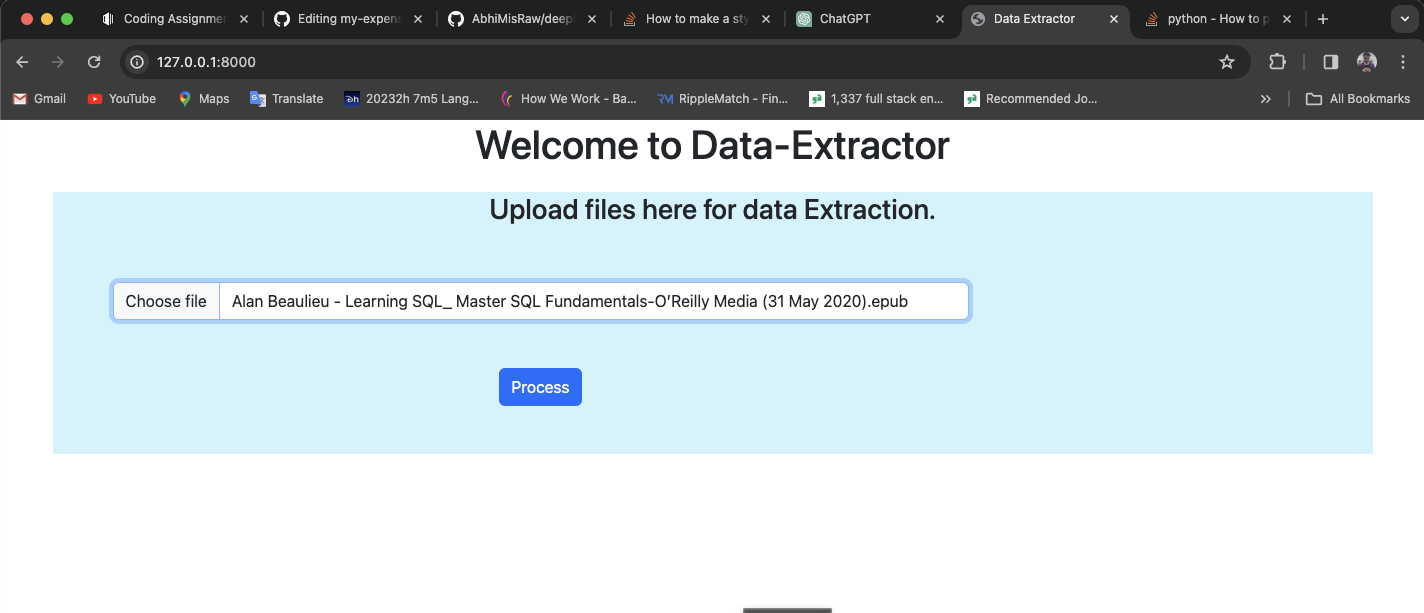 Coding Assignmen
Editing my-expens
AbhiMisRaw/deep
How to make a sty
ChatGPT
Data Extractor
python - How to p
127.0.0.1:8000
Gmail
YouTube
Maps
Translate
20232h 7m5 Lang...
How We Work - Ba...
RM
RippleMatch - Fin...
1,337 full stack en...
Recommended Jo...
All Bookmarks
Welcome to Data-Extractor
Upload files here for data Extraction.
Choose file
Alan Beaulieu - Learning SQL_ Master SQL Fundamentals-O’Reilly Media (31 May 2020).epub
Process